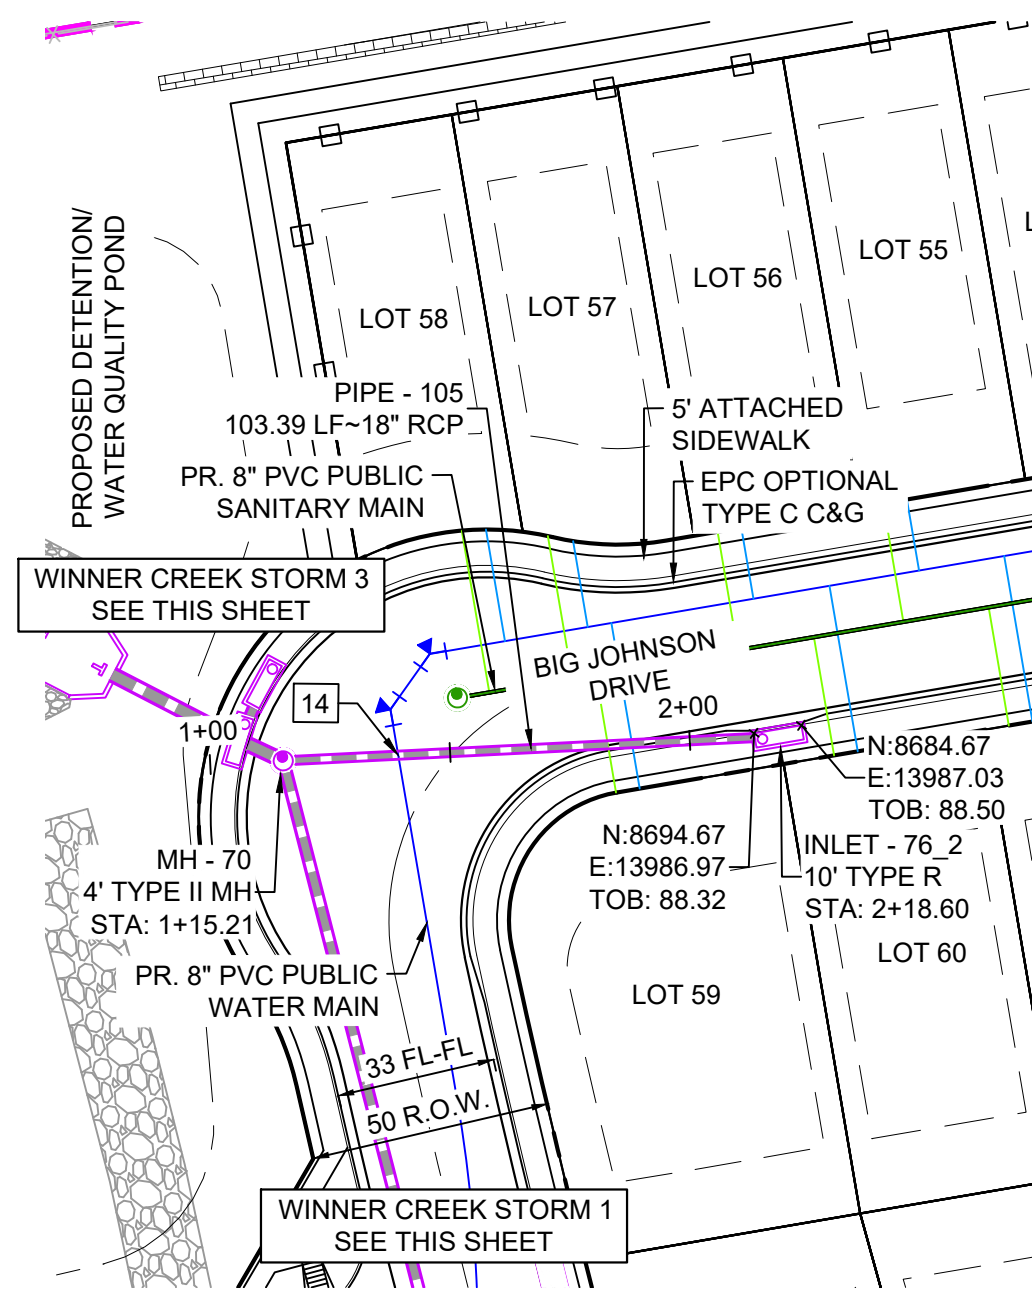 PROPOSED DETENTION/
WATER QUALITY POND
LOT 58
LOT 57
LOT 56
LOT 55
L
PIPE - 105
103.39 LF~18" RCP
5' ATTACHED
SIDEWALK
PR. 8" PVC PUBLIC
SANITARY MAIN
EPC OPTIONAL
TYPE C C&G
WINNER CREEK STORM 3
SEE THIS SHEET
BIG JOHNSON
DRIVE
14
1+00
2+00
N:8684.67
E:13987.03
TOB: 88.50
N:8694.67
E:13986.97
TOB: 88.32
INLET - 76_2
10' TYPE R
STA: 2+18.60
MH - 70
4' TYPE II MH
STA: 1+15.21
LOT 60
PR. 8" PVC PUBLIC
WATER MAIN
LOT 59
33 FL-FL
50 R.O.W.
WINNER CREEK STORM 1
SEE THIS SHEET